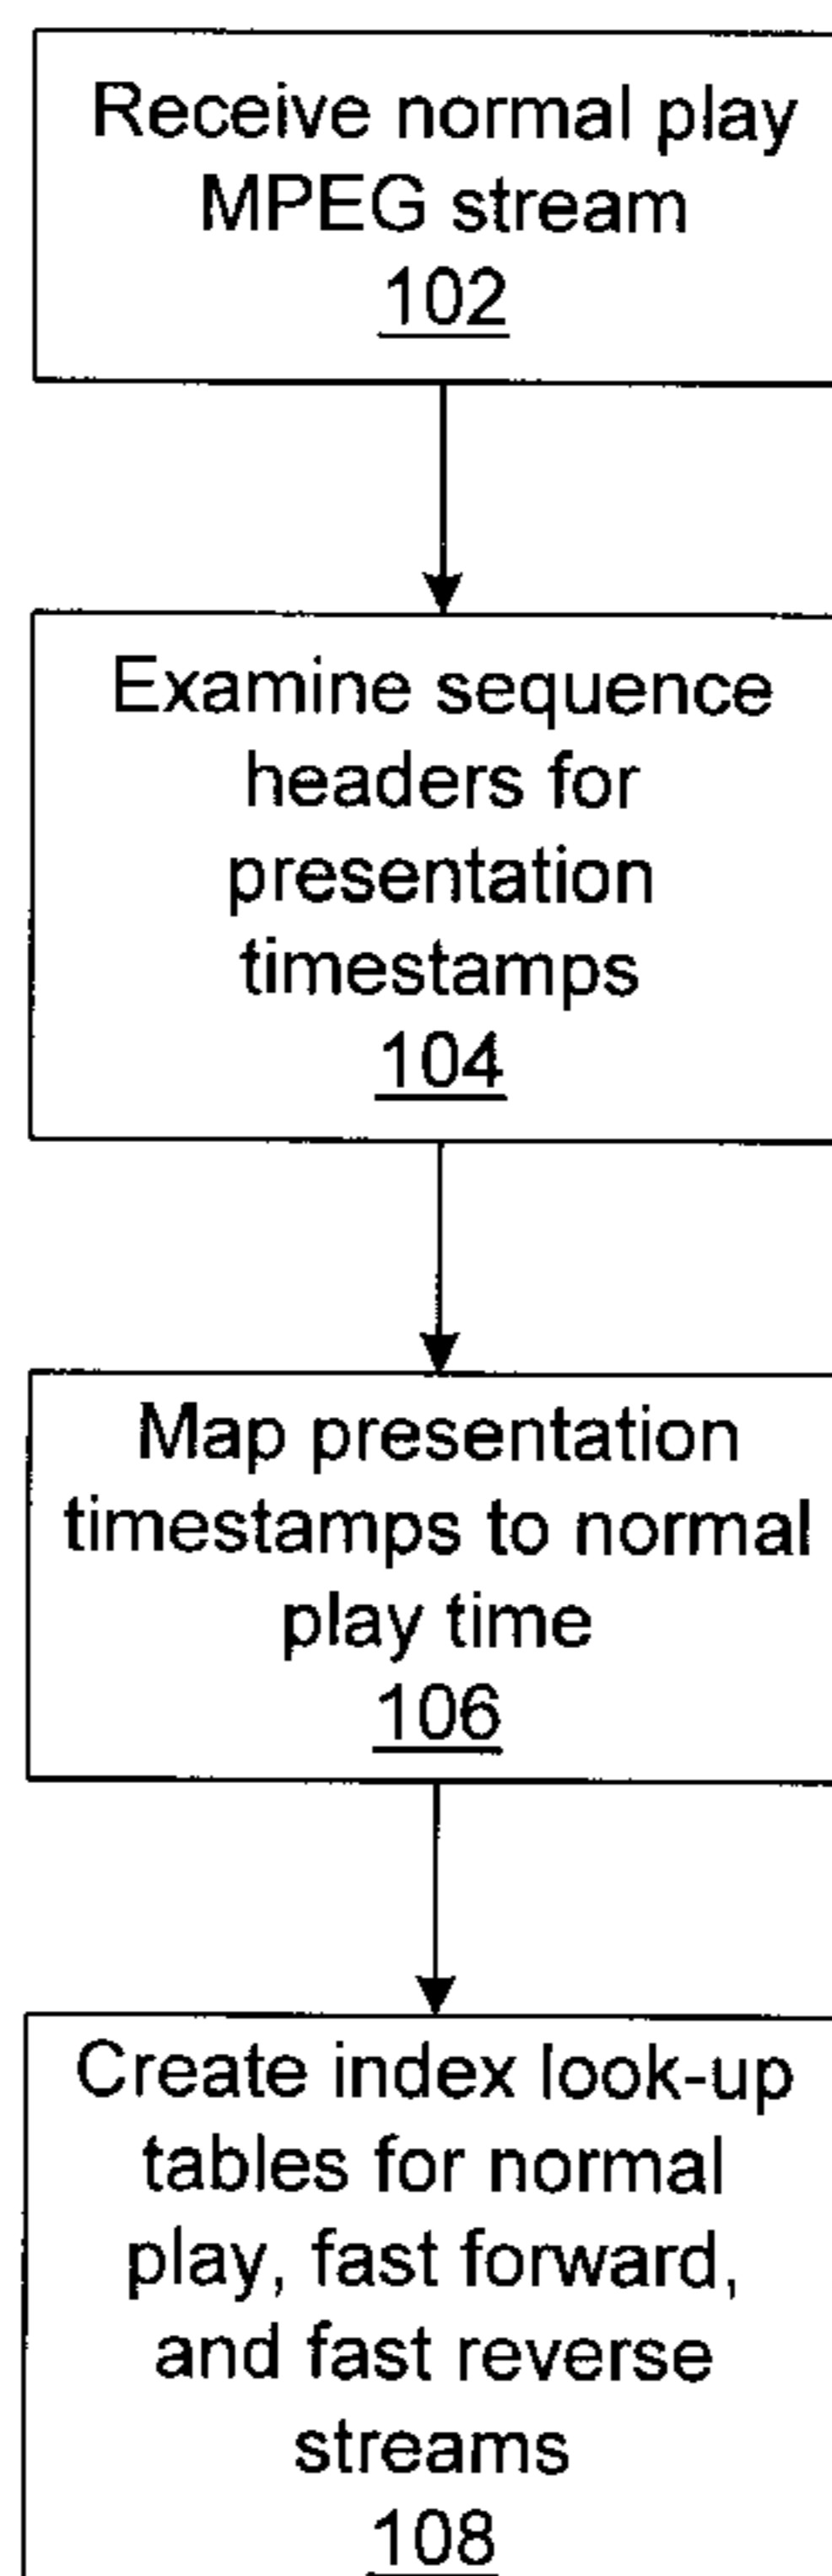 Receive normal play
MPEG stream
102
Examine sequence
headers for
presentation
timestamps
104
Map presentation
timestamps to normal
play time
106
Create index look-up
tables for normal
play, fast forward,
and fast reverse
streams
108